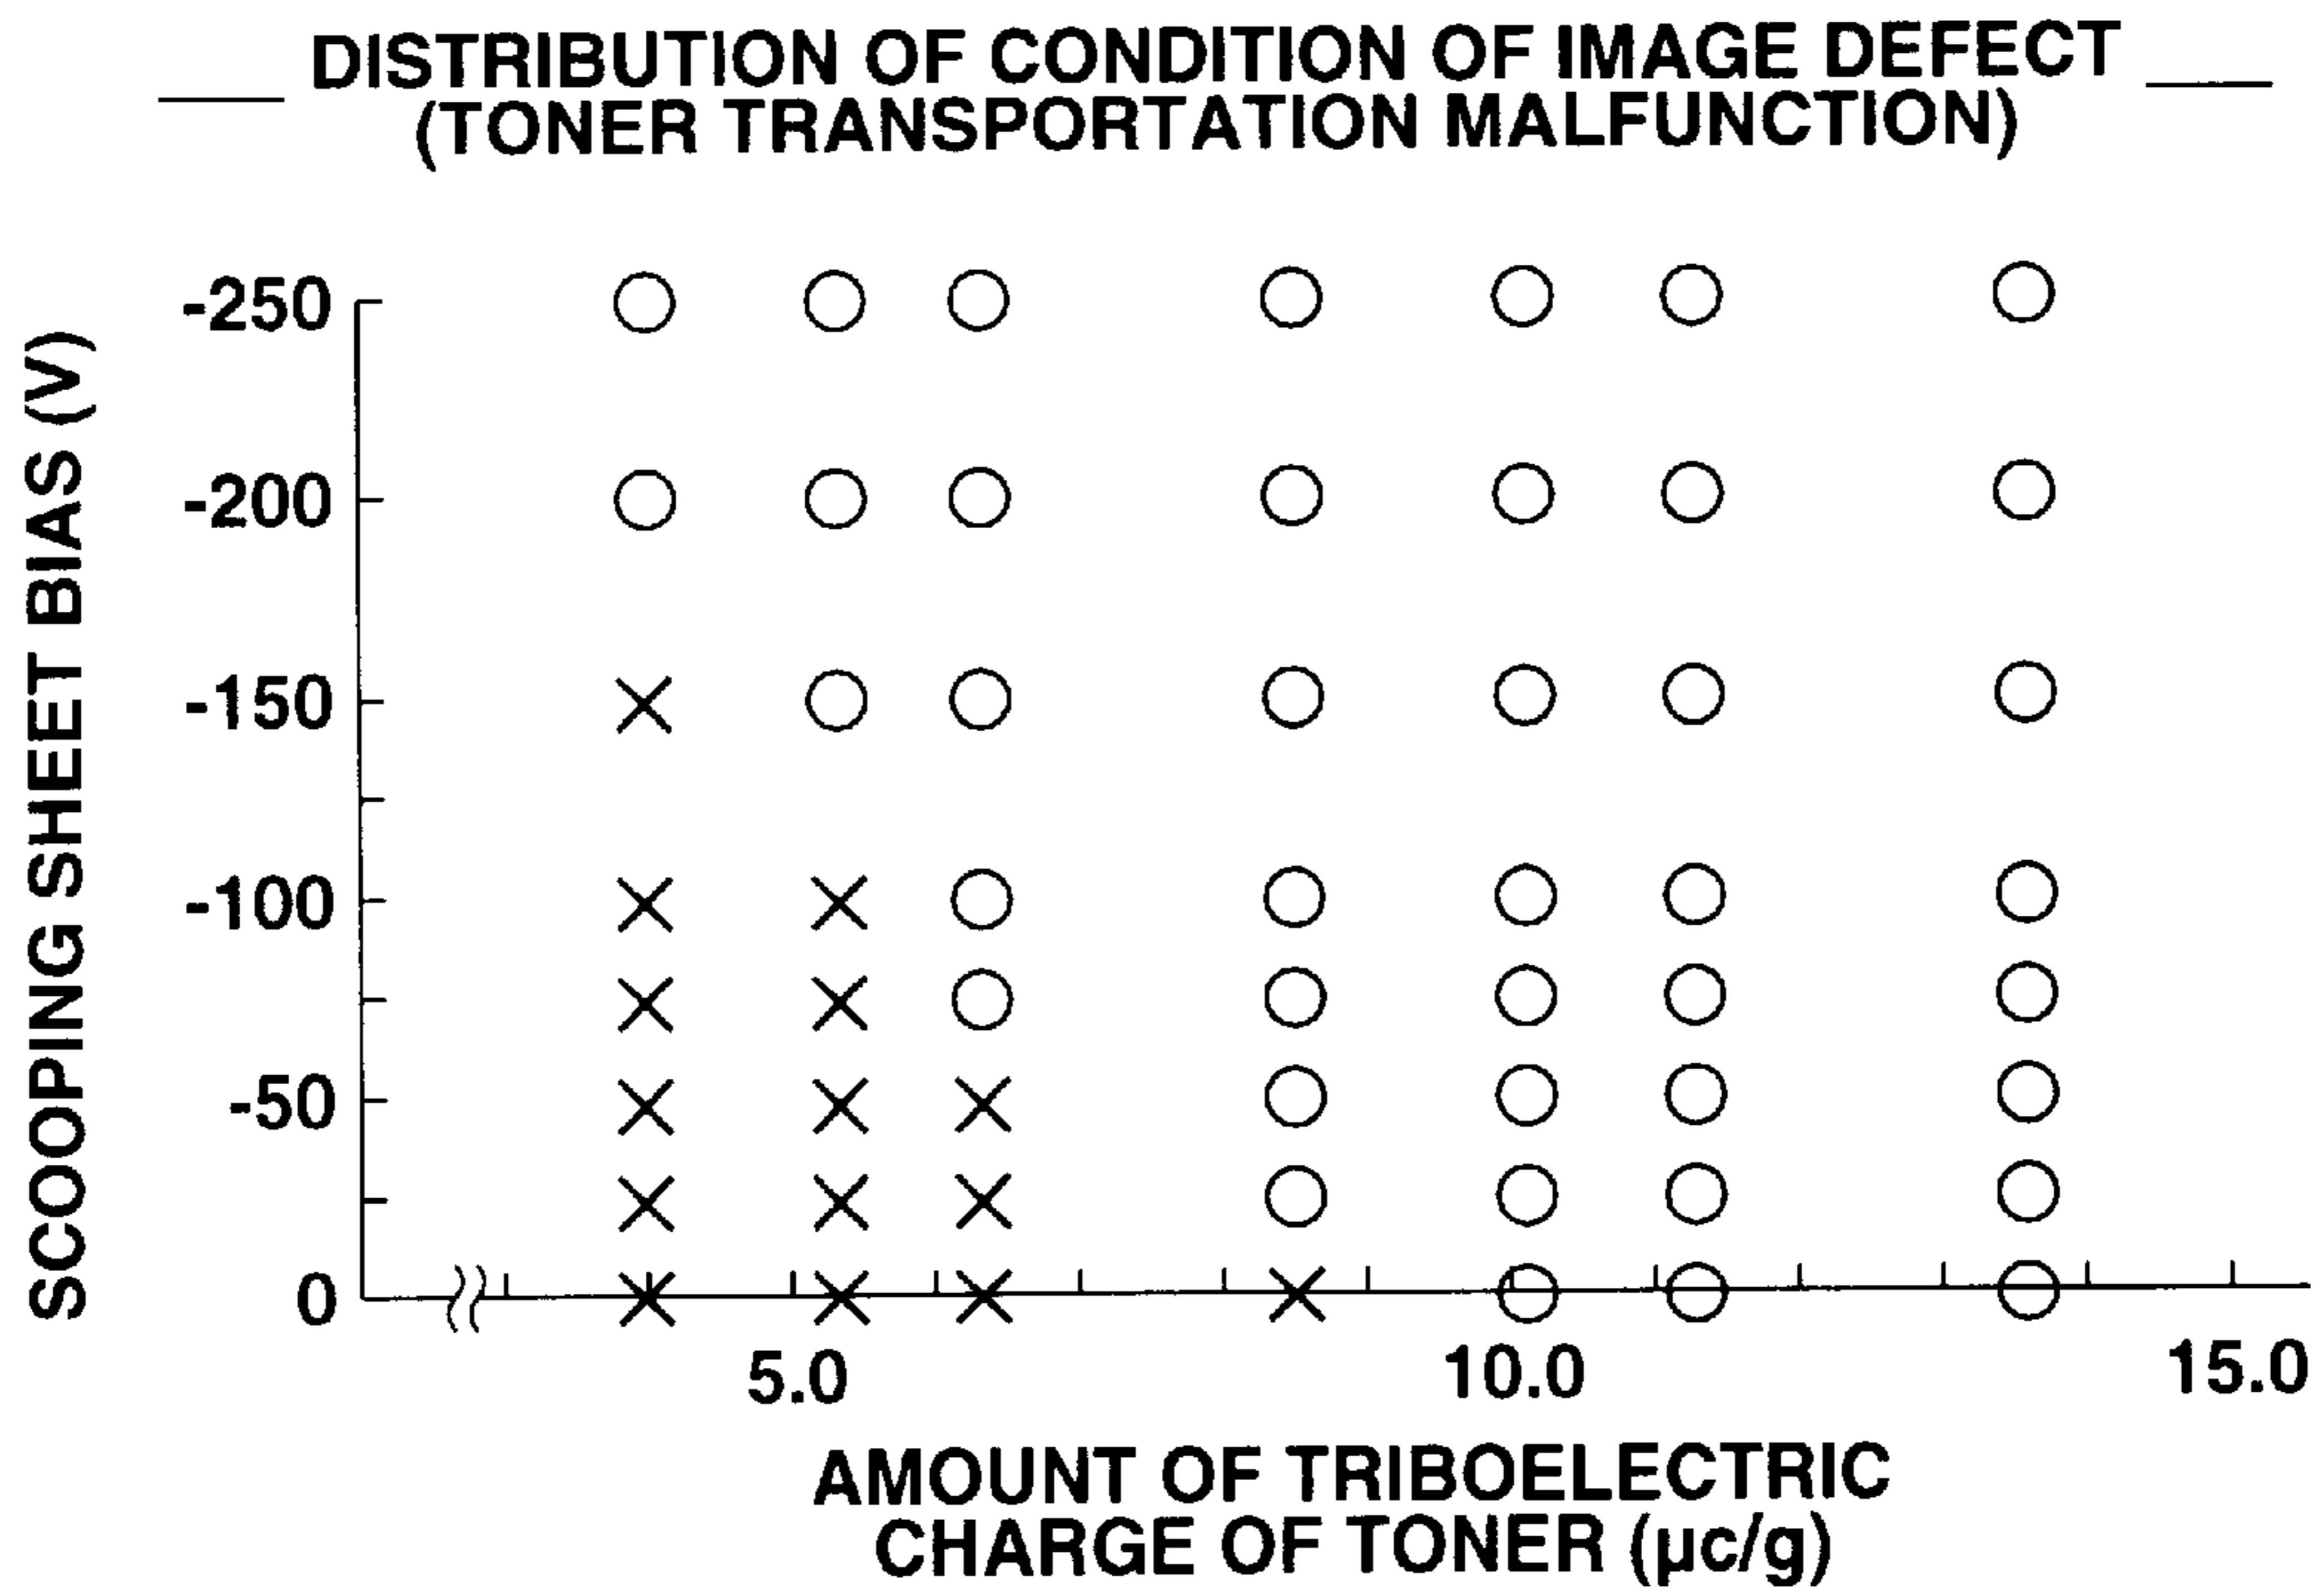 DISTRIBUTION OF CONDITION OF IMAGE DEFECT
(TONER TRANSPORTATION MALFUNCTION)
SCOOPING SHEET BIAS (V)
-250
-200
-150
-100
-50
0
5.0
10.0
15.0
AMOUNT OF TRIBOELECTRIC
CHARGE OF TONER (µc/g)